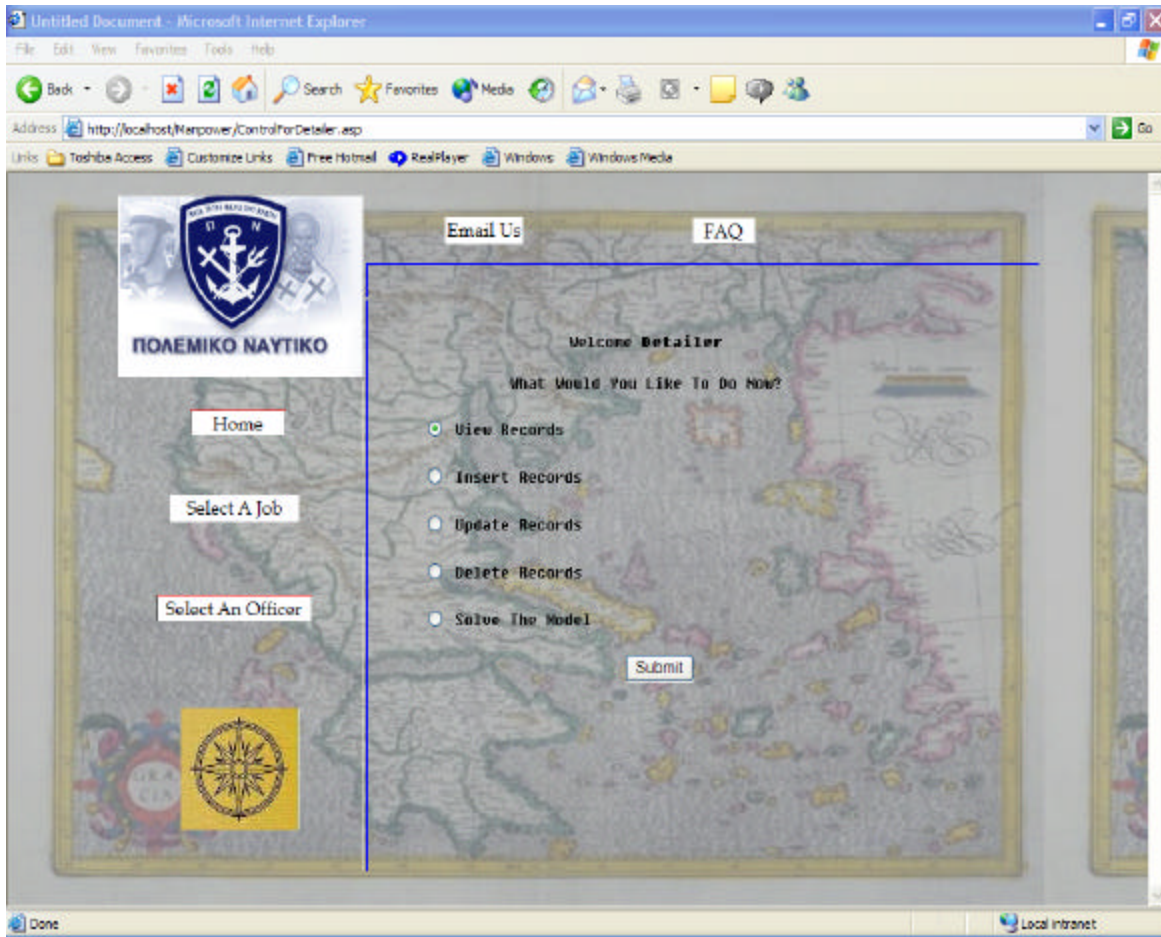 Untitled Document - Microsoft Internet Explorer
File Edit View Favorites Tools Help
Back Search Favorites Media
Address http://localhost/Manpower/ControlForDetailer.asp Go
Links Toshiba Access Customize Links Free Hotmail RealPlayer Windows Windows Media
Π Ν
ΠΟΛΕΜΙΚΟ ΝΑΥΤΙΚΟ
Email Us FAQ
Welcome Detailer
What Would You Like To Do Now?
Home
View Records
Insert Records
Select A Job
Update Records
Delete Records
Select An Officer
Solve The Model
Submit
GRÆ
CIA
Done Local intranet